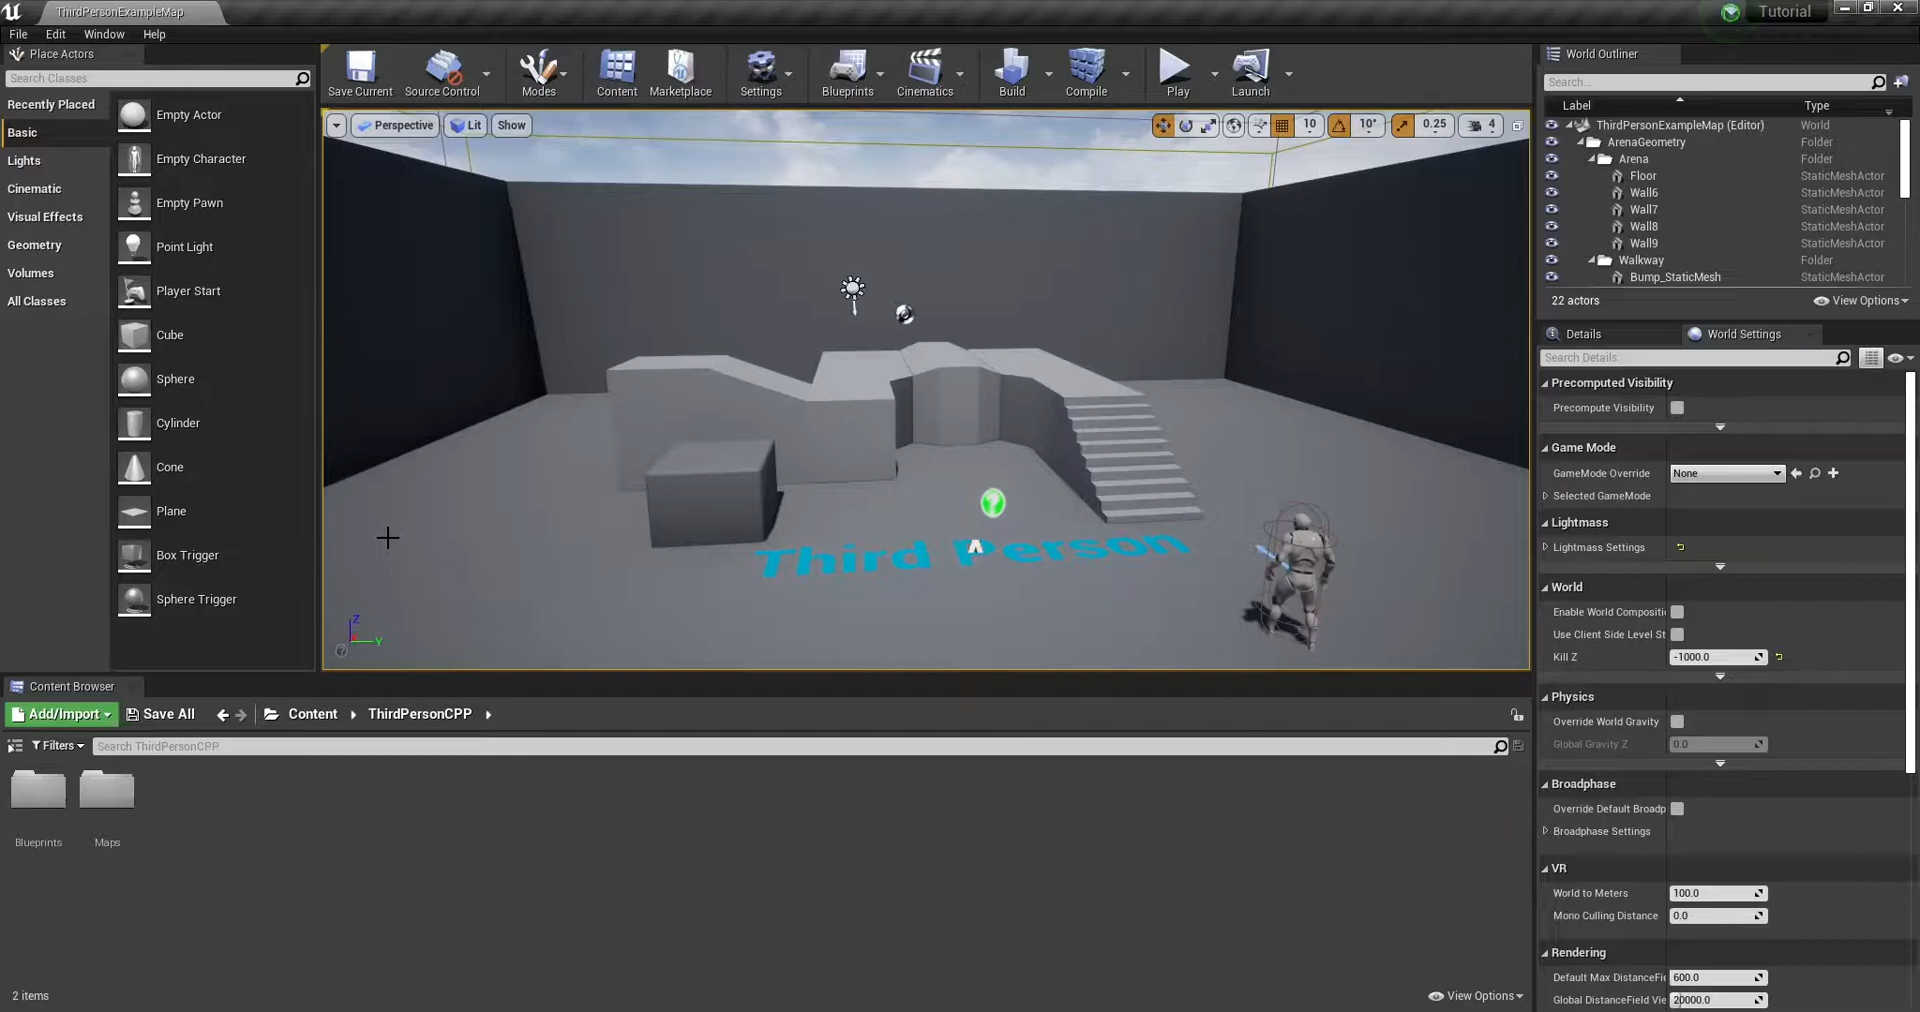 ThirdPersonExampleMap
Tutorial
File Edit Window Help
Place Actors
Search Classes
Recently Placed
Basic
Lights
Cinematic
Visual Effects
Geometry
Volumes
All Classes
Empty Actor
Empty Character
Empty Pawn
Point Light
Player Start
Cube
Sphere
Cylinder
Cone
Plane
Box Trigger
Sphere Trigger
Save Current
Source Control
Modes
Content
Marketplace
Settings
Blueprints
Cinematics
Build
Compile
Play
Launch
Perspective Lit Show
10 10° 0.25 4
Third Person
Z
Y
World Outliner
Search...
Label Type
ThirdPersonExampleMap (Editor) World
ArenaGeometry Folder
Arena Folder
Floor StaticMeshActor
Wall6 StaticMeshActor
Wall7 StaticMeshActor
Wall8 StaticMeshActor
Wall9 StaticMeshActor
Walkway Folder
Bump_StaticMesh StaticMeshActor
22 actors View Options
Details World Settings
Search Details
Precomputed Visibility
Precompute Visibility
Game Mode
GameMode Override None
Selected GameMode
Lightmass
Lightmass Settings
World
Enable World Compositi
Use Client Side Level St
Kill Z -1000.0
Physics
Override World Gravity
Global Gravity Z 0.0
Broadphase
Override Default Broadp
Broadphase Settings
VR
World to Meters 100.0
Mono Culling Distance 0.0
Rendering
Default Max DistanceFie 600.0
Global DistanceField Vie 20000.0
Content Browser
Add/Import Save All Content ThirdPersonCPP
Filters Search ThirdPersonCPP
Blueprints Maps
2 items View Options